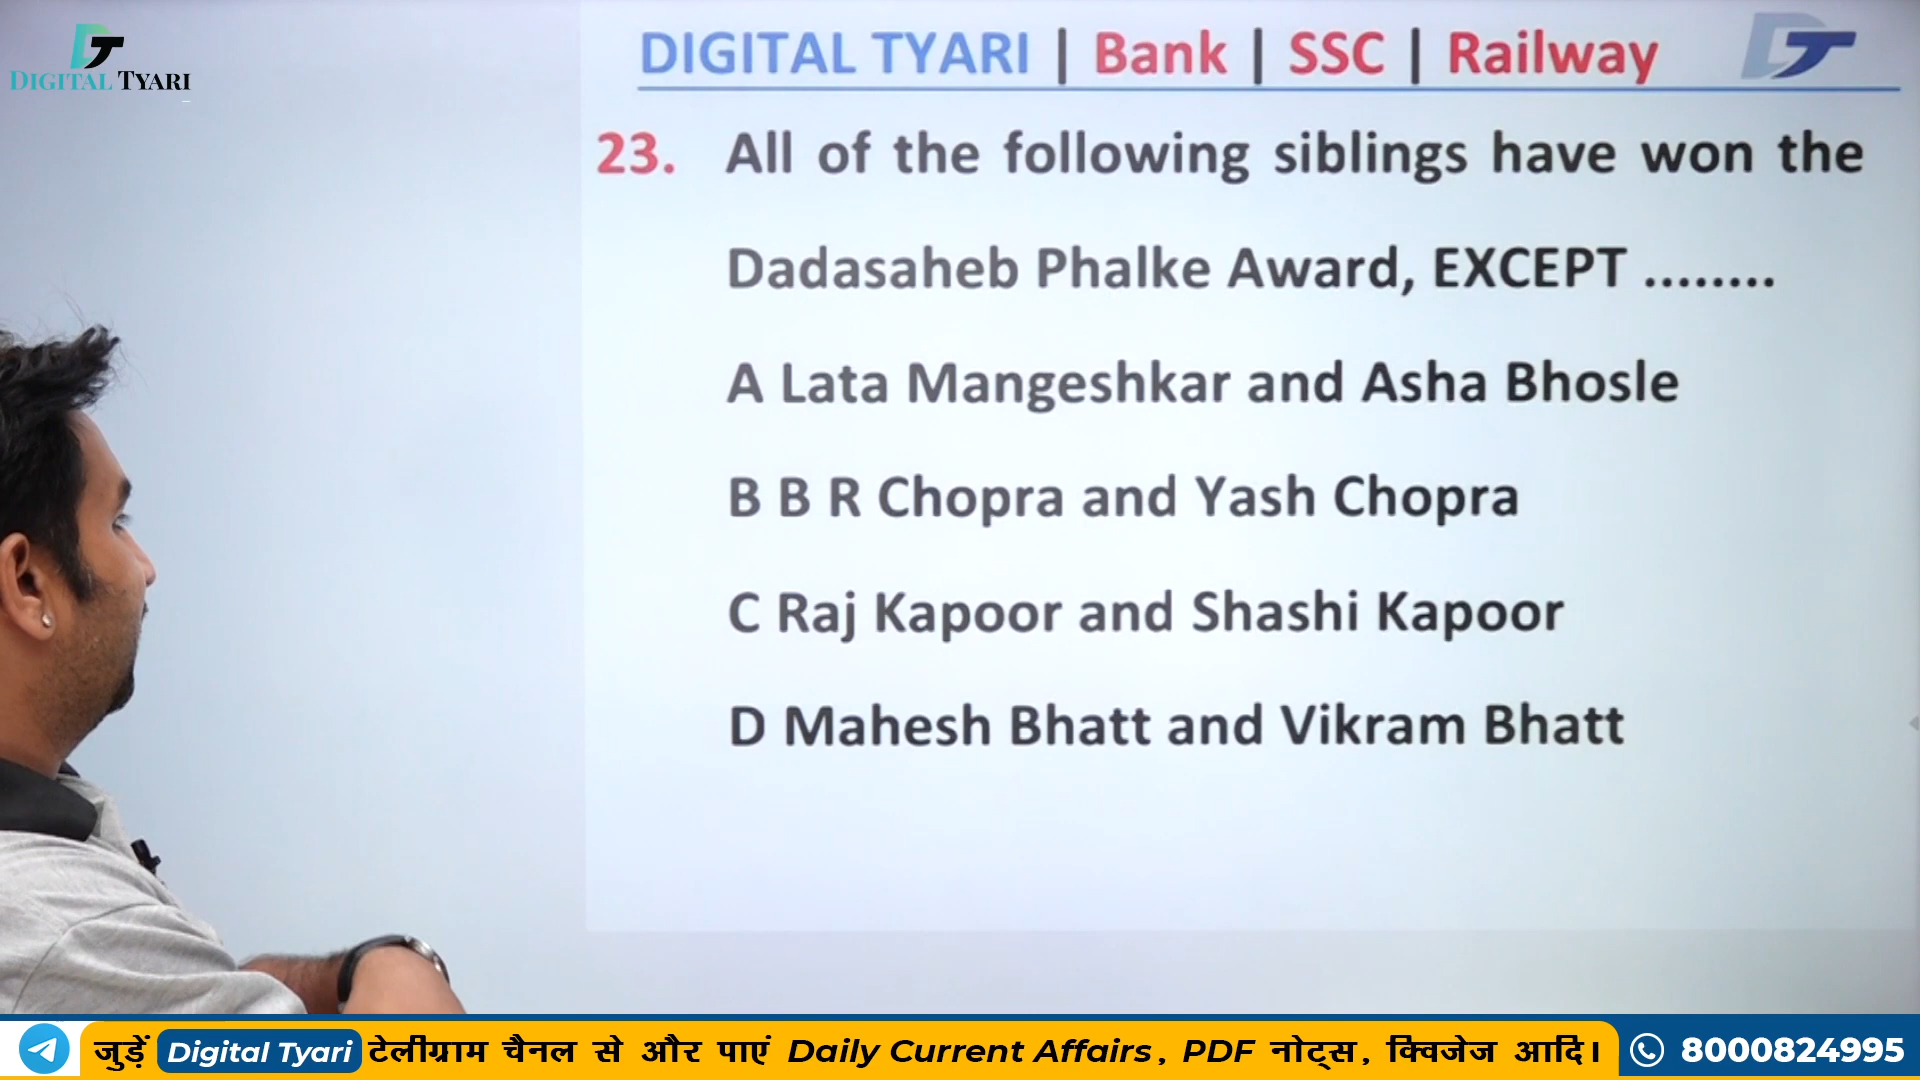 DT
DIGITAL TYARI
DIGITAL TYARI | Bank | SSC | Railway
DT
23. All of the following siblings have won the
Dadasaheb Phalke Award, EXCEPT ........
A Lata Mangeshkar and Asha Bhosle
B B R Chopra and Yash Chopra
C Raj Kapoor and Shashi Kapoor
D Mahesh Bhatt and Vikram Bhatt
जुड़ें Digital Tyari टेलीग्राम चैनल से और पाएं Daily Current Affairs, PDF नोट्स, क्विजेज आदि। 8000824995